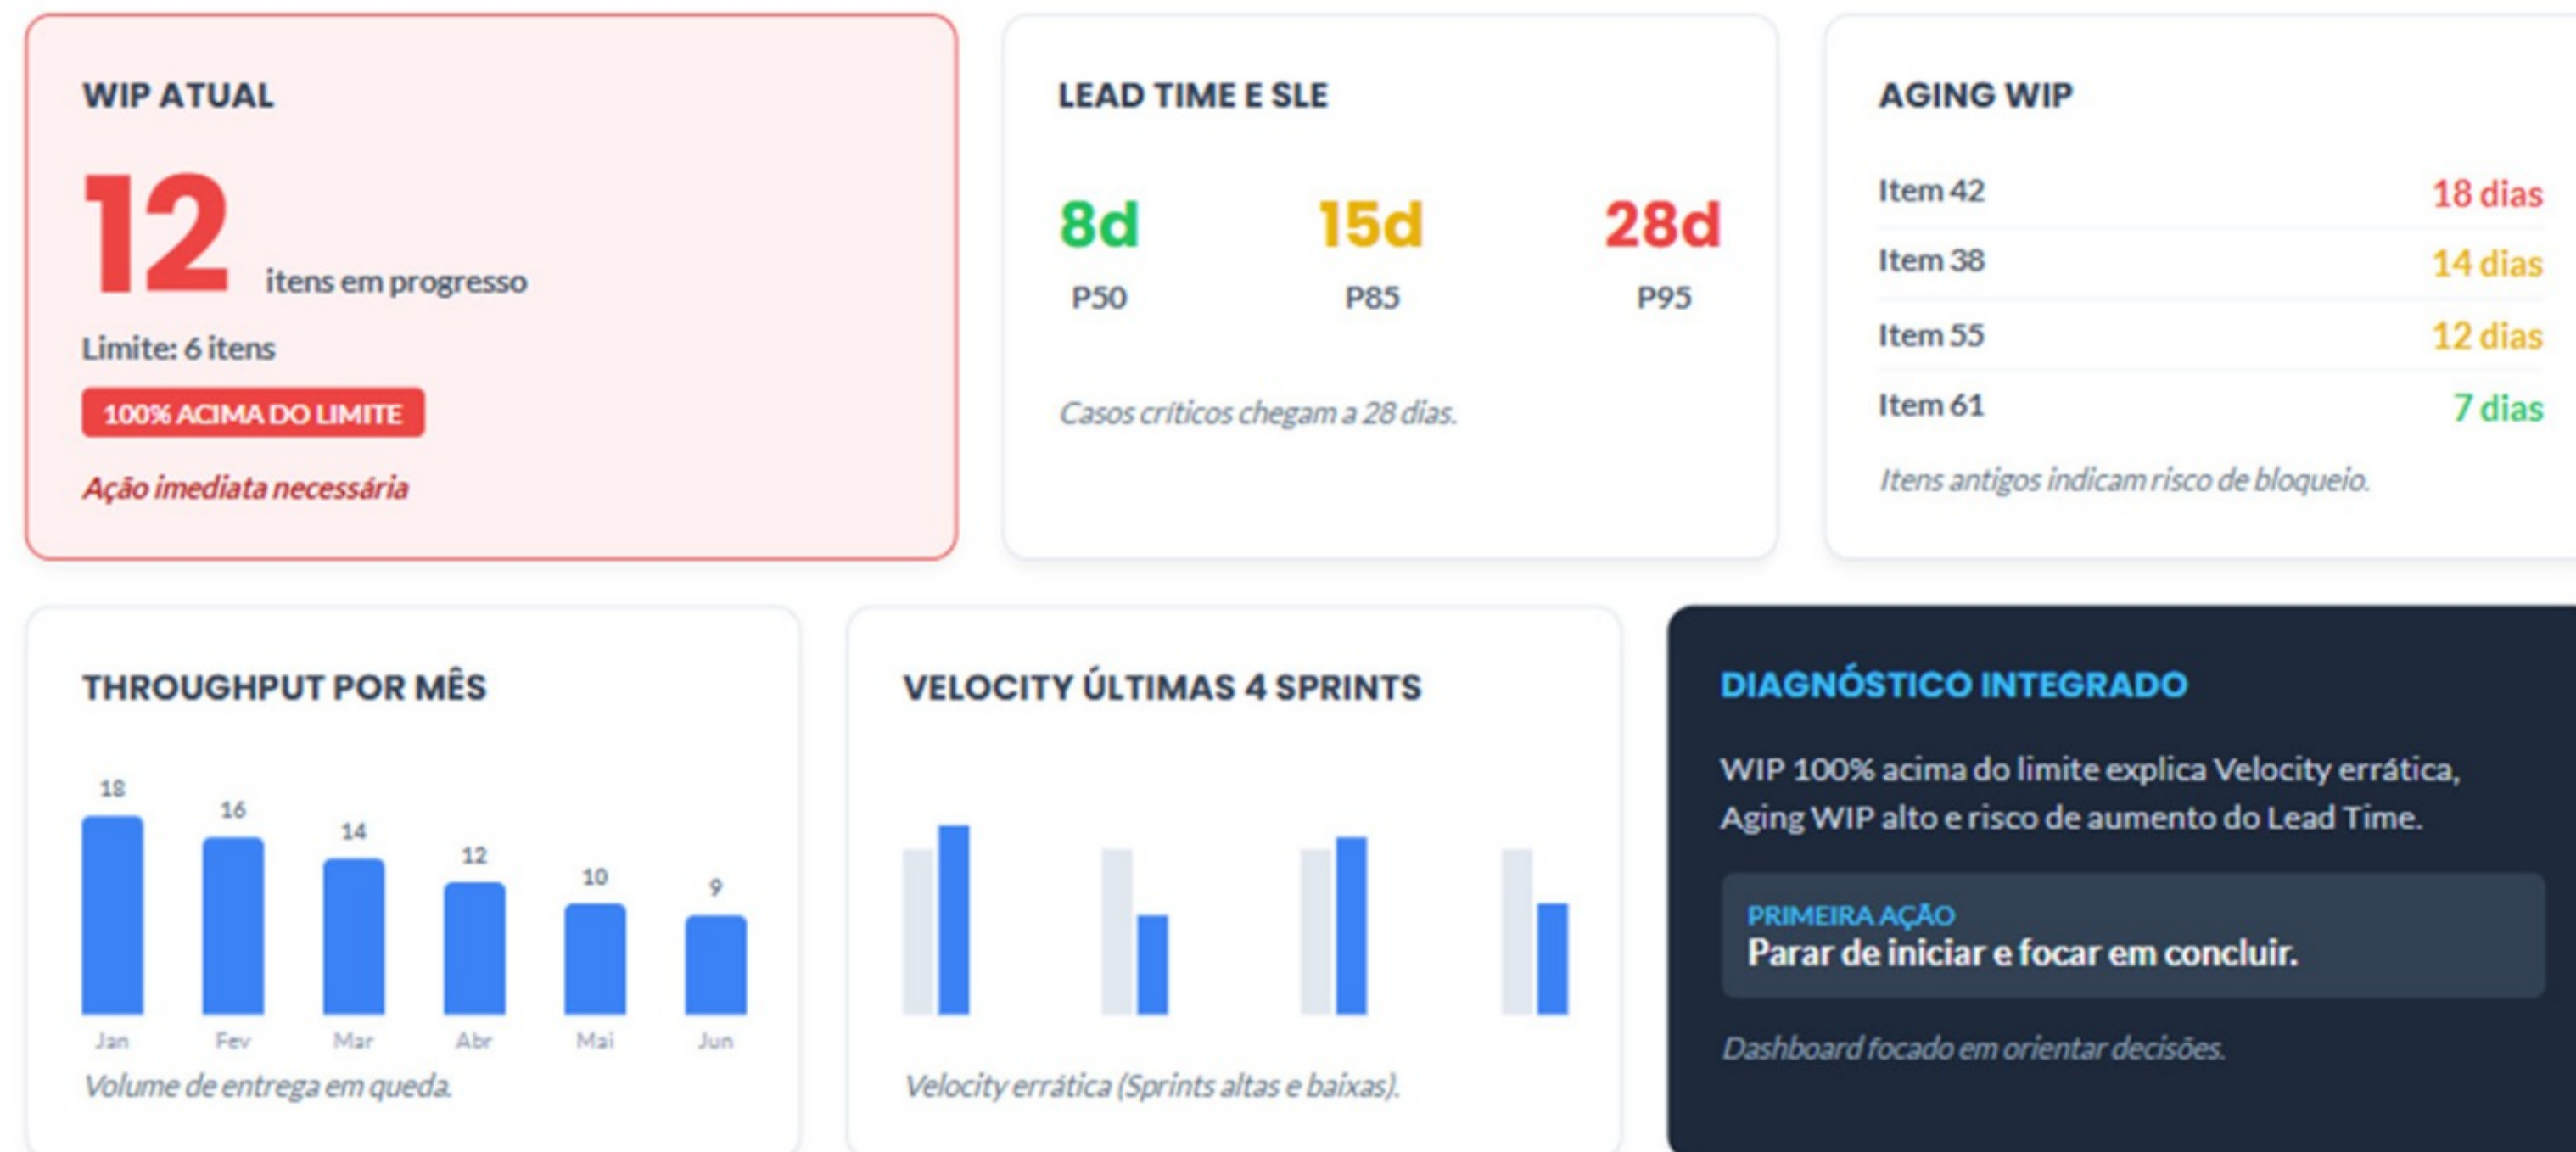 WIP ATUAL
12 itens em progresso
Limite: 6 itens
100% ACIMA DO LIMITE
Ação imediata necessária
LEAD TIME E SLE
8d 15d 28d
P50 P85 P95
Casos críticos chegam a 28 dias.
AGING WIP
Item 42 18 dias
Item 38 14 dias
Item 55 12 dias
Item 61 7 dias
Itens antigos indicam risco de bloqueio.
THROUGHPUT POR MÊS
18 16 14 12 10 9
Jan Fev Mar Abr Mai Jun
Volume de entrega em queda.
VELOCITY ÚLTIMAS 4 SPRINTS
Velocity errática (Sprints altas e baixas).
DIAGNÓSTICO INTEGRADO
WIP 100% acima do limite explica Velocity errática,
Aging WIP alto e risco de aumento do Lead Time.
PRIMEIRA AÇÃO
Parar de iniciar e focar em concluir.
Dashboard focado em orientar decisões.